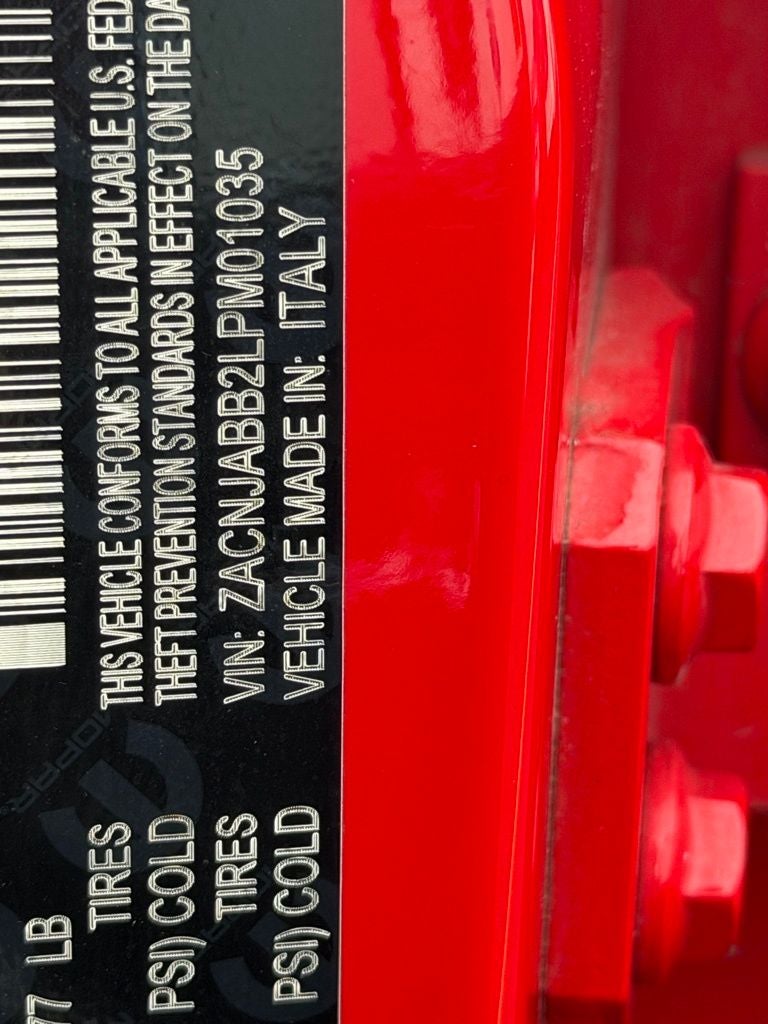 THIS VEHICLE CONFORMS TO ALL APPLICABLE U.S. FED
THEFT PREVENTION STANDARDS IN EFFECT ON THE DA
VIN: ZACNJABB2LPM01035
VEHICLE MADE IN: ITALY
LB
TIRES
PSI) COLD
TIRES
PSI) COLD
MOPAR